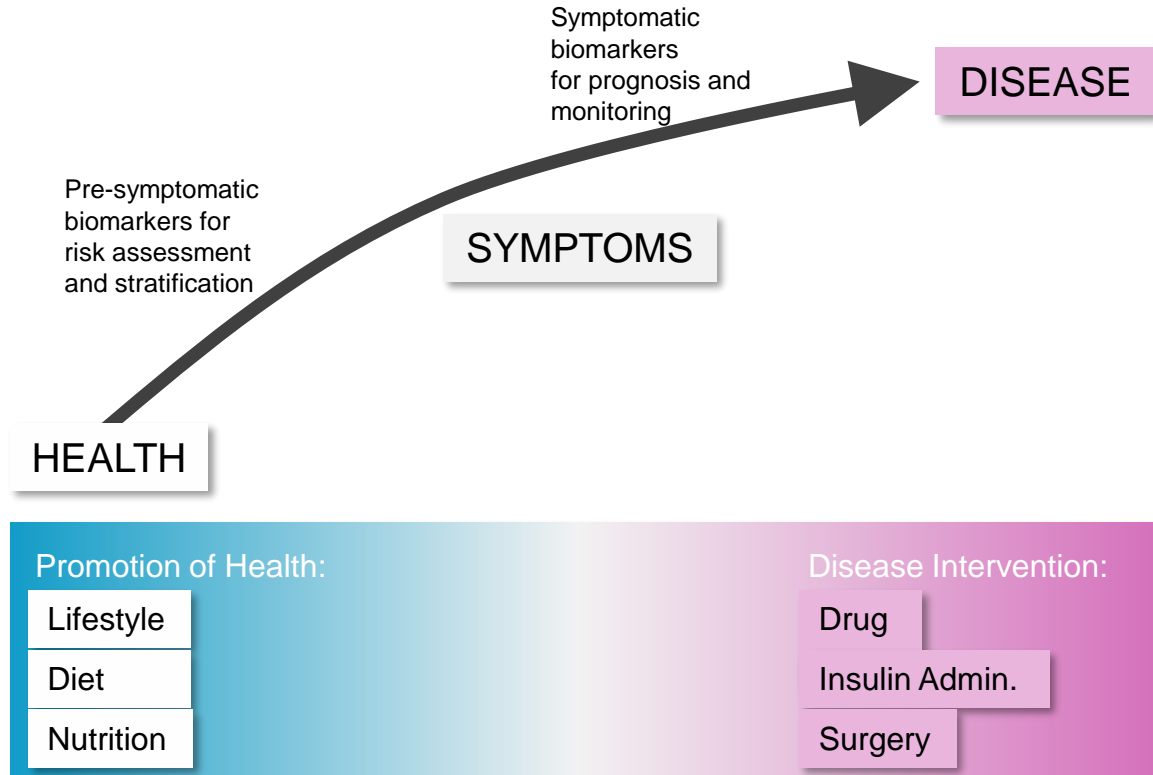 Symptomatic
biomarkers
for prognosis and
monitoring
DISEASE
Pre-symptomatic
biomarkers for
risk assessment
and stratification
SYMPTOMS
HEALTH
Promotion of Health:
Lifestyle
Diet
Nutrition
Disease Intervention:
Drug
Insulin Admin.
Surgery